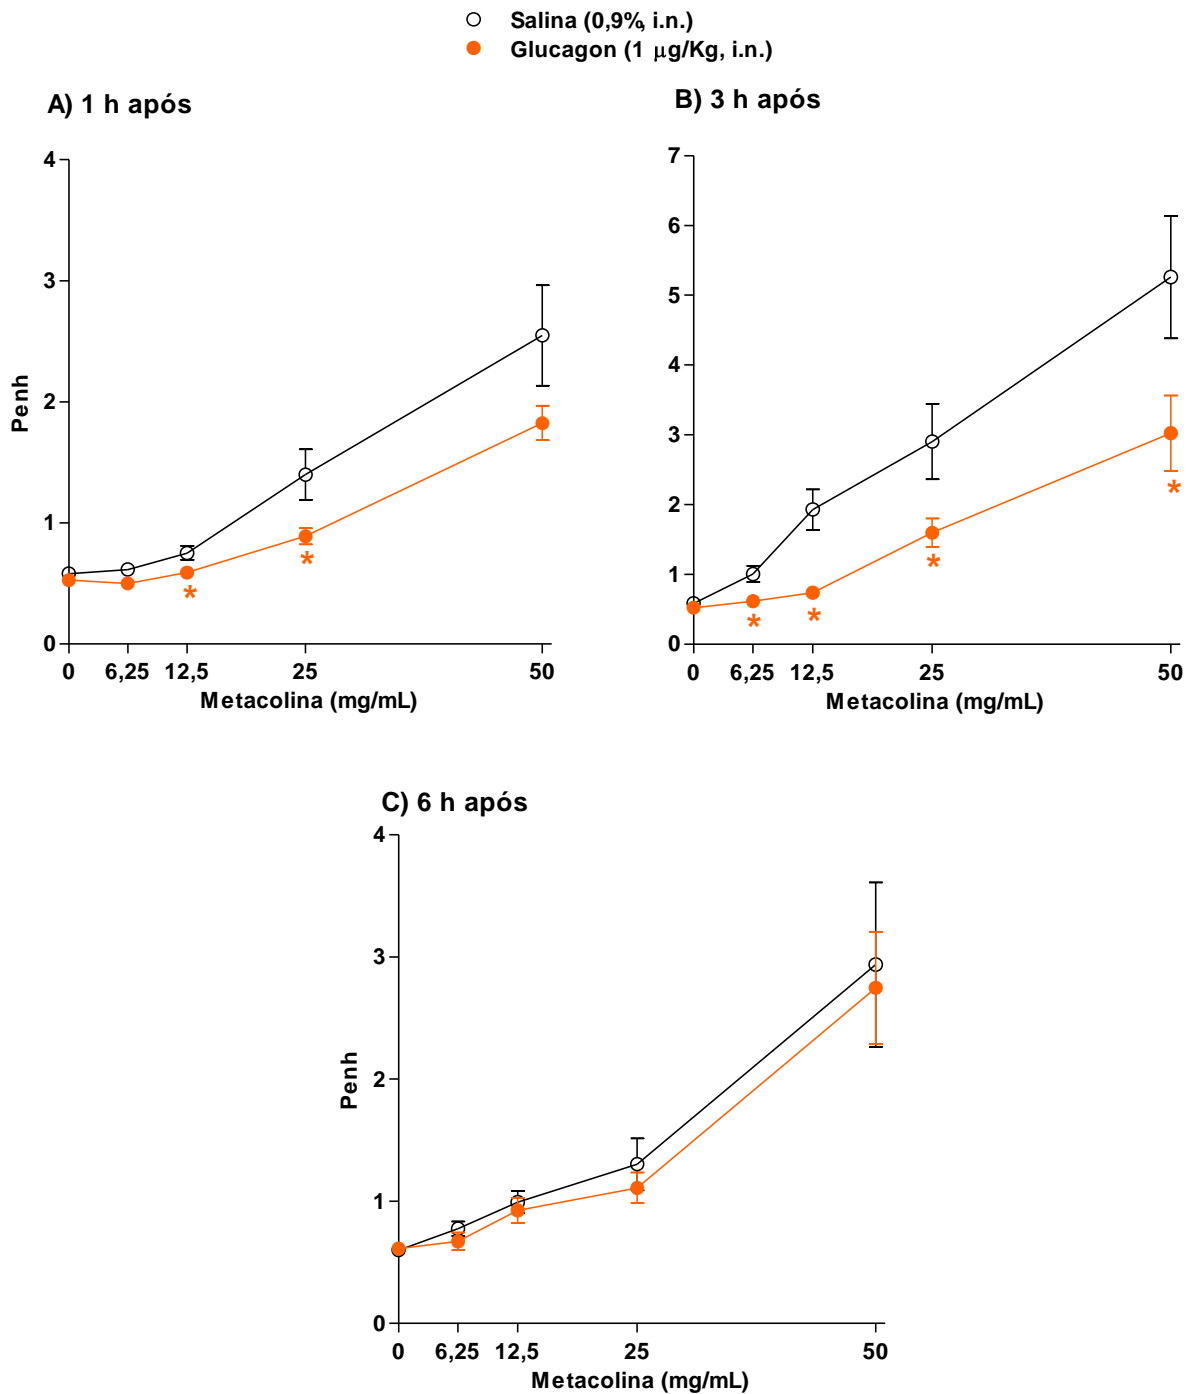 Salina (0,9%, i.n.)
Glucagon (1 μg/Kg, i.n.)
A) 1 h após
4
3
2
1
0
Penh
*
*
0 6,25 12,5 25 50
Metacolina (mg/mL)
B) 3 h após
7
6
5
4
3
2
1
0
*
*
*
*
0 6,25 12,5 25 50
Metacolina (mg/mL)
C) 6 h após
4
3
2
1
0
Penh
0 6,25 12,5 25 50
Metacolina (mg/mL)